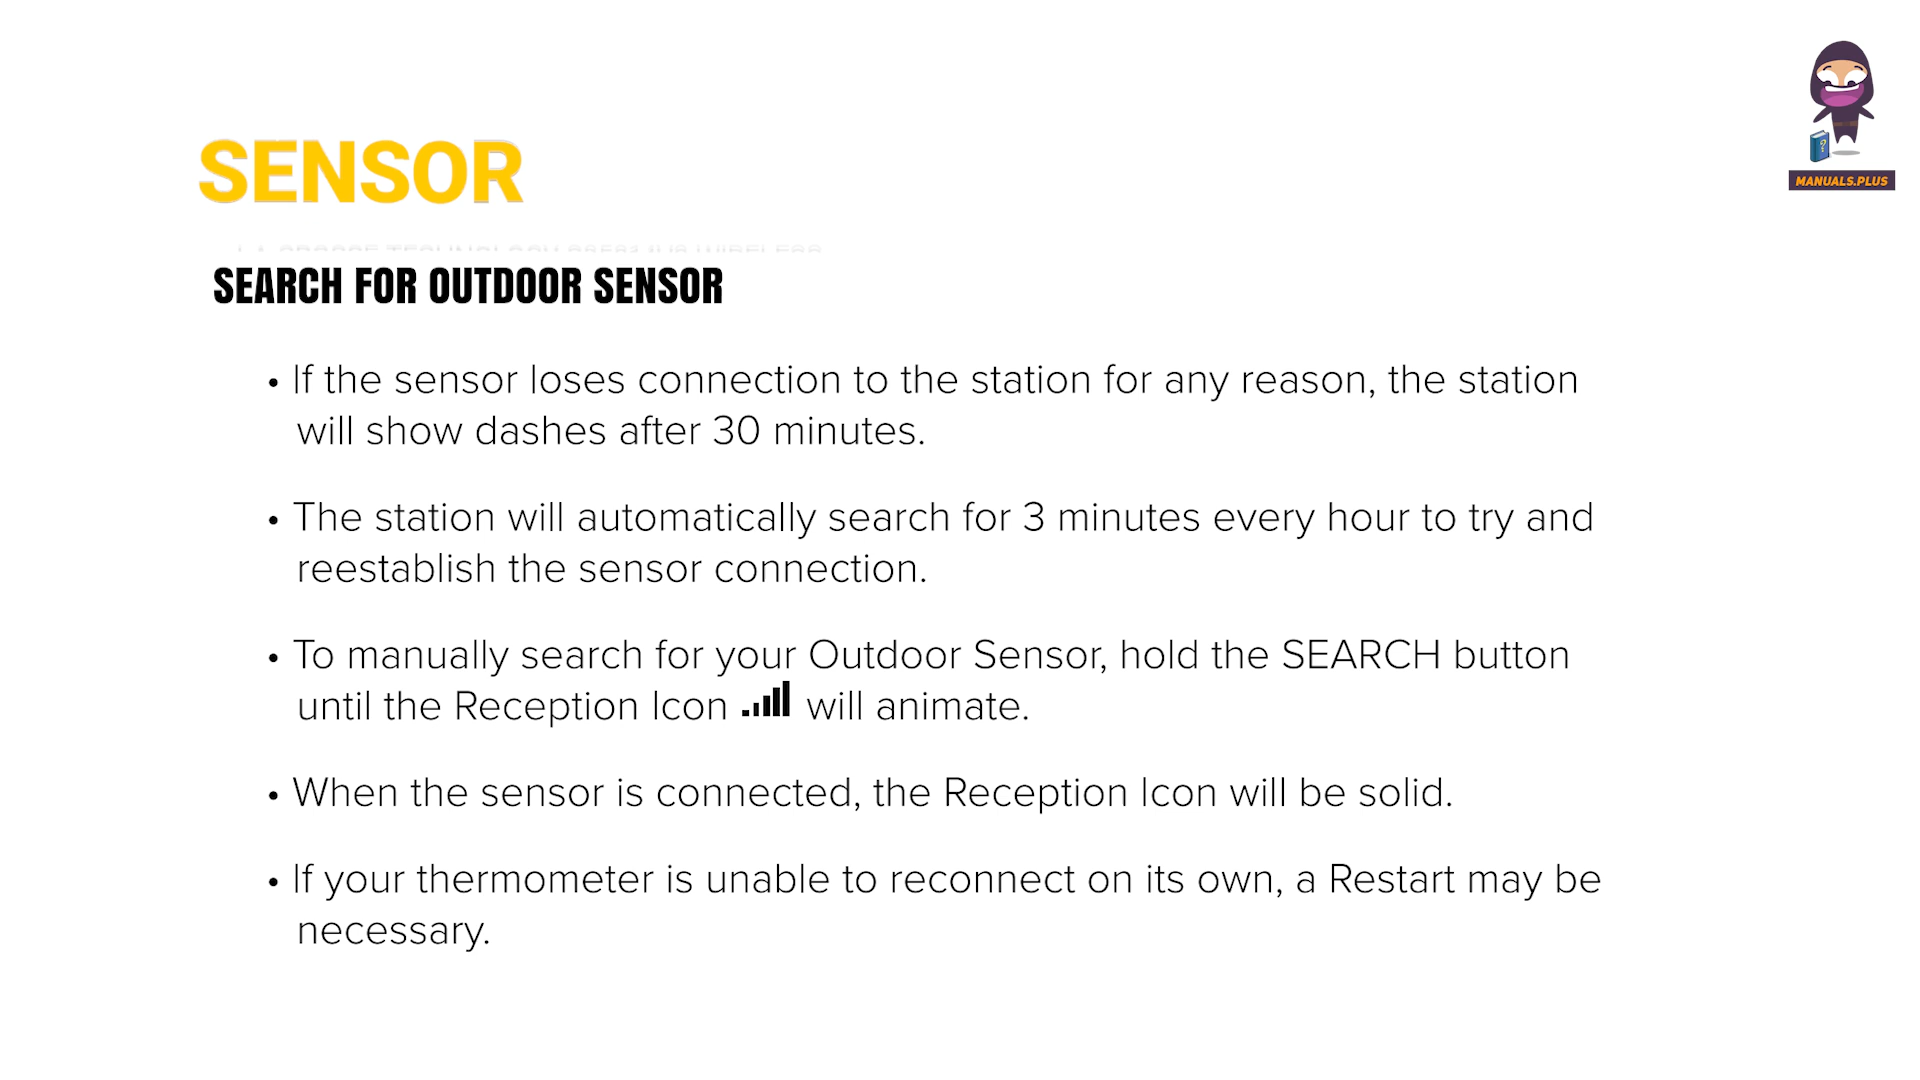 SENSOR
SEARCH FOR OUTDOOR SENSOR
• If the sensor loses connection to the station for any reason, the station
will show dashes after 30 minutes.
• The station will automatically search for 3 minutes every hour to try and
reestablish the sensor connection.
• To manually search for your Outdoor Sensor, hold the SEARCH button
until the Reception Icon will animate.
• When the sensor is connected, the Reception Icon will be solid.
• If your thermometer is unable to reconnect on its own, a Restart may be
necessary.
?
MANUALS.PLUS